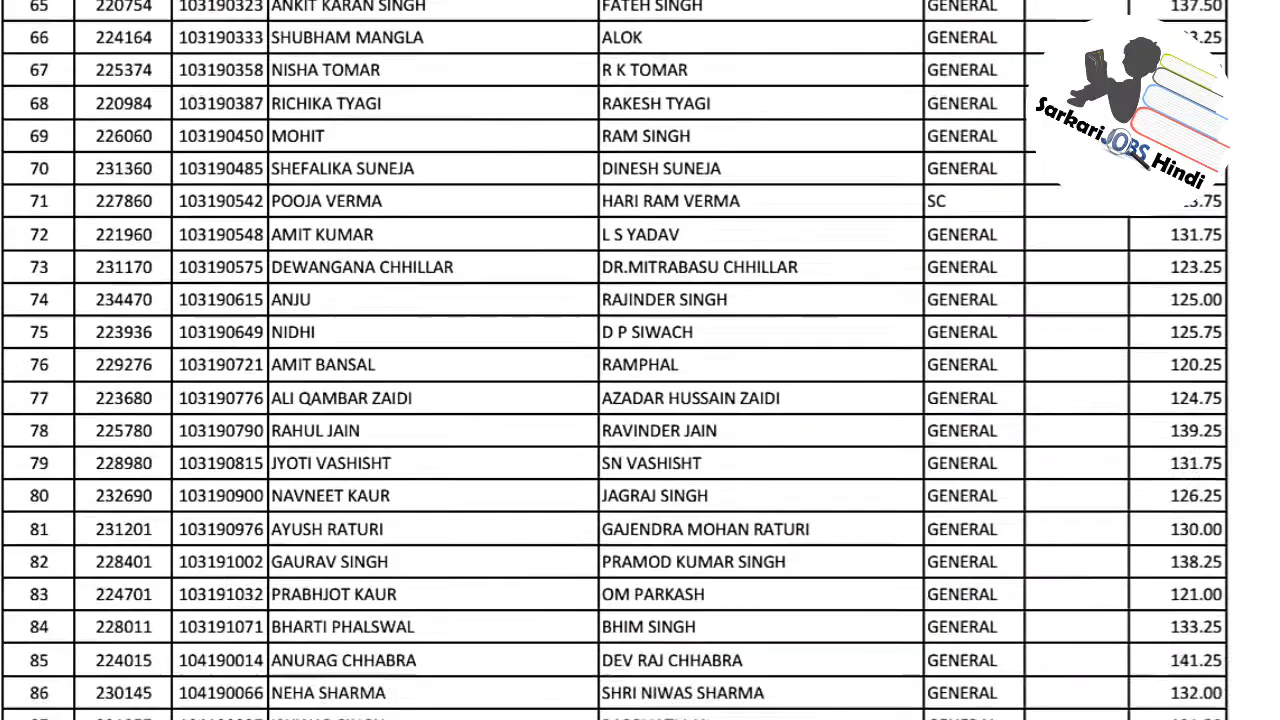 65 220754 103190323 ANKIT KARAN SINGH FATEH SINGH GENERAL 137.50
66 224164 103190333 SHUBHAM MANGLA ALOK GENERAL
67 225374 103190358 NISHA TOMAR R K TOMAR GENERAL
68 220984 103190387 RICHIKA TYAGI RAKESH TYAGI GENERAL
69 226060 103190450 MOHIT RAM SINGH GENERAL
70 231360 103190485 SHEFALIKA SUNEJA DINESH SUNEJA GENERAL
SarkariJOBS Hindi
71 227860 103190542 POOJA VERMA HARI RAM VERMA SC
72 221960 103190548 AMIT KUMAR L S YADAV GENERAL 131.75
73 231170 103190575 DEWANGANA CHHILLAR DR.MITRABASU CHHILLAR GENERAL 123.25
74 234470 103190615 ANJU RAJINDER SINGH GENERAL 125.00
75 223936 103190649 NIDHI D P SIWACH GENERAL 125.75
76 229276 103190721 AMIT BANSAL RAMPHAL GENERAL 120.25
77 223680 103190776 ALI QAMBAR ZAIDI AZADAR HUSSAIN ZAIDI GENERAL 124.75
78 225780 103190790 RAHUL JAIN RAVINDER JAIN GENERAL 139.25
79 228980 103190815 JYOTI VASHISHT SN VASHISHT GENERAL 131.75
80 232690 103190900 NAVNEET KAUR JAGRAJ SINGH GENERAL 126.25
81 231201 103190976 AYUSH RATURI GAJENDRA MOHAN RATURI GENERAL 130.00
82 228401 103191002 GAURAV SINGH PRAMOD KUMAR SINGH GENERAL 138.25
83 224701 103191032 PRABHJOT KAUR OM PARKASH GENERAL 121.00
84 228011 103191071 BHARTI PHALSWAL BHIM SINGH GENERAL 133.25
85 224015 104190014 ANURAG CHHABRA DEV RAJ CHHABRA GENERAL 141.25
86 230145 104190066 NEHA SHARMA SHRI NIWAS SHARMA GENERAL 132.00